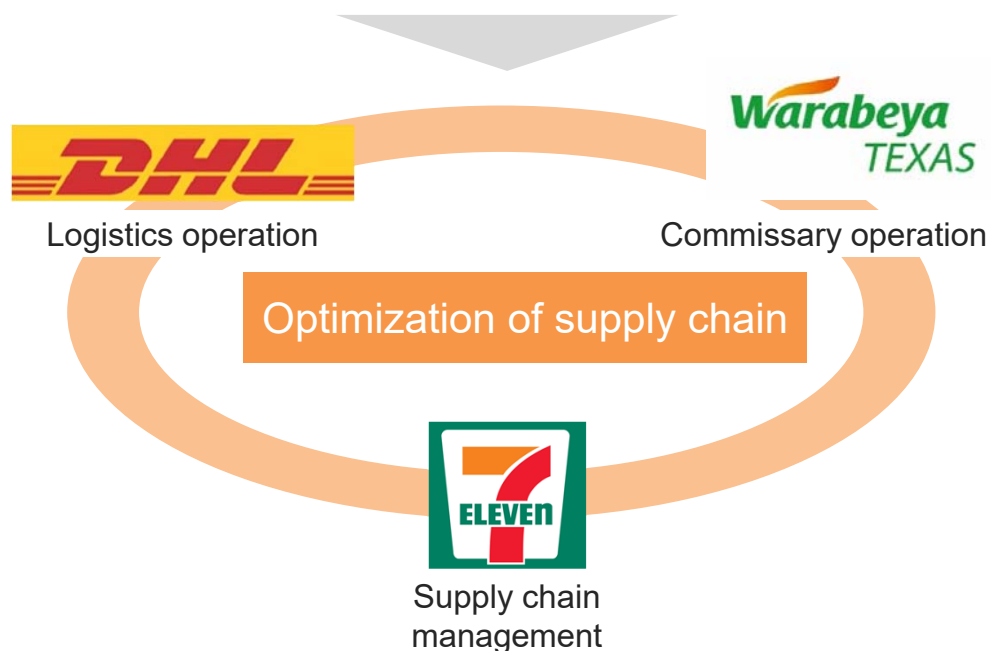 DHL
Warabeya
TEXAS
Logistics operation
Commissary operation
Optimization of supply chain
7
ELEVEn
Supply chain
management